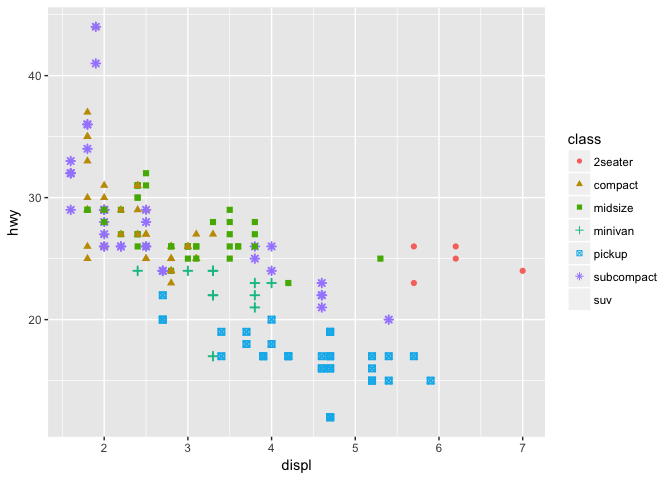 40
30
20
hwy
2
3
4
5
6
7
displ
class
2seater
compact
midsize
minivan
pickup
subcompact
suv